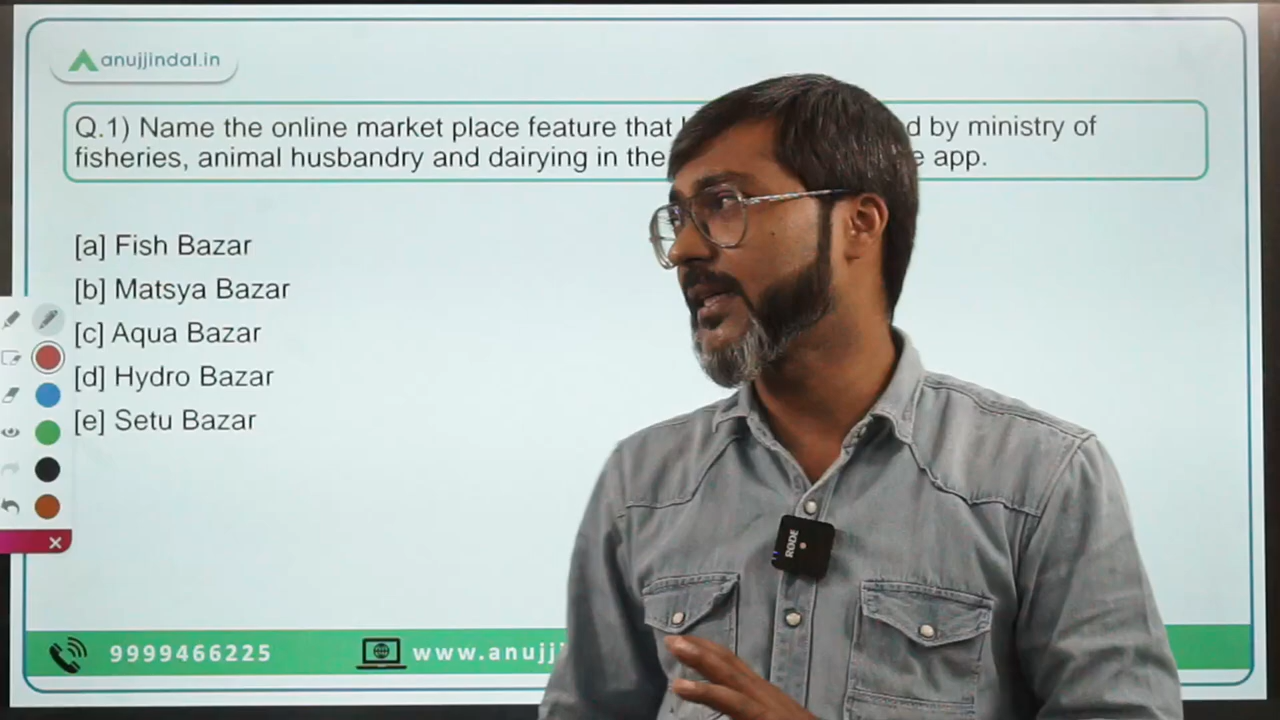 anujjindal.in
Q.1) Name the online market place feature that d by ministry of
fisheries, animal husbandry and dairying in the e app.
[a] Fish Bazar
[b] Matsya Bazar
[c] Aqua Bazar
[d] Hydro Bazar
[e] Setu Bazar
RODE
9999466225
www.anujji